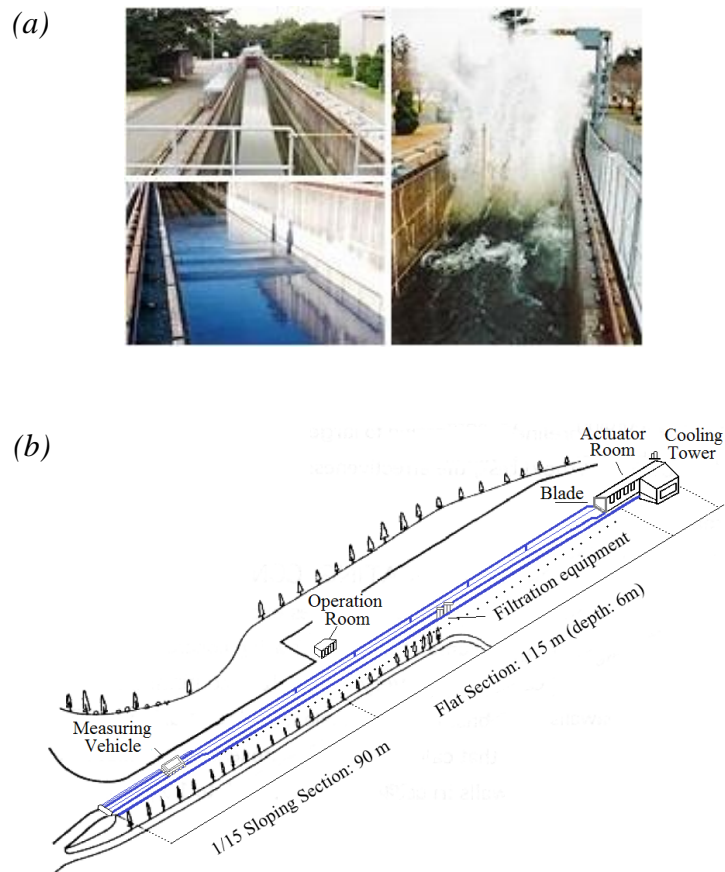 (a)
(b)
Actuator
Room
Cooling
Tower
Blade
Filtration equipment
Operation
Room
Flat Section: 115 m (depth: 6m)
Measuring
Vehicle
1/15 Sloping Section: 90 m